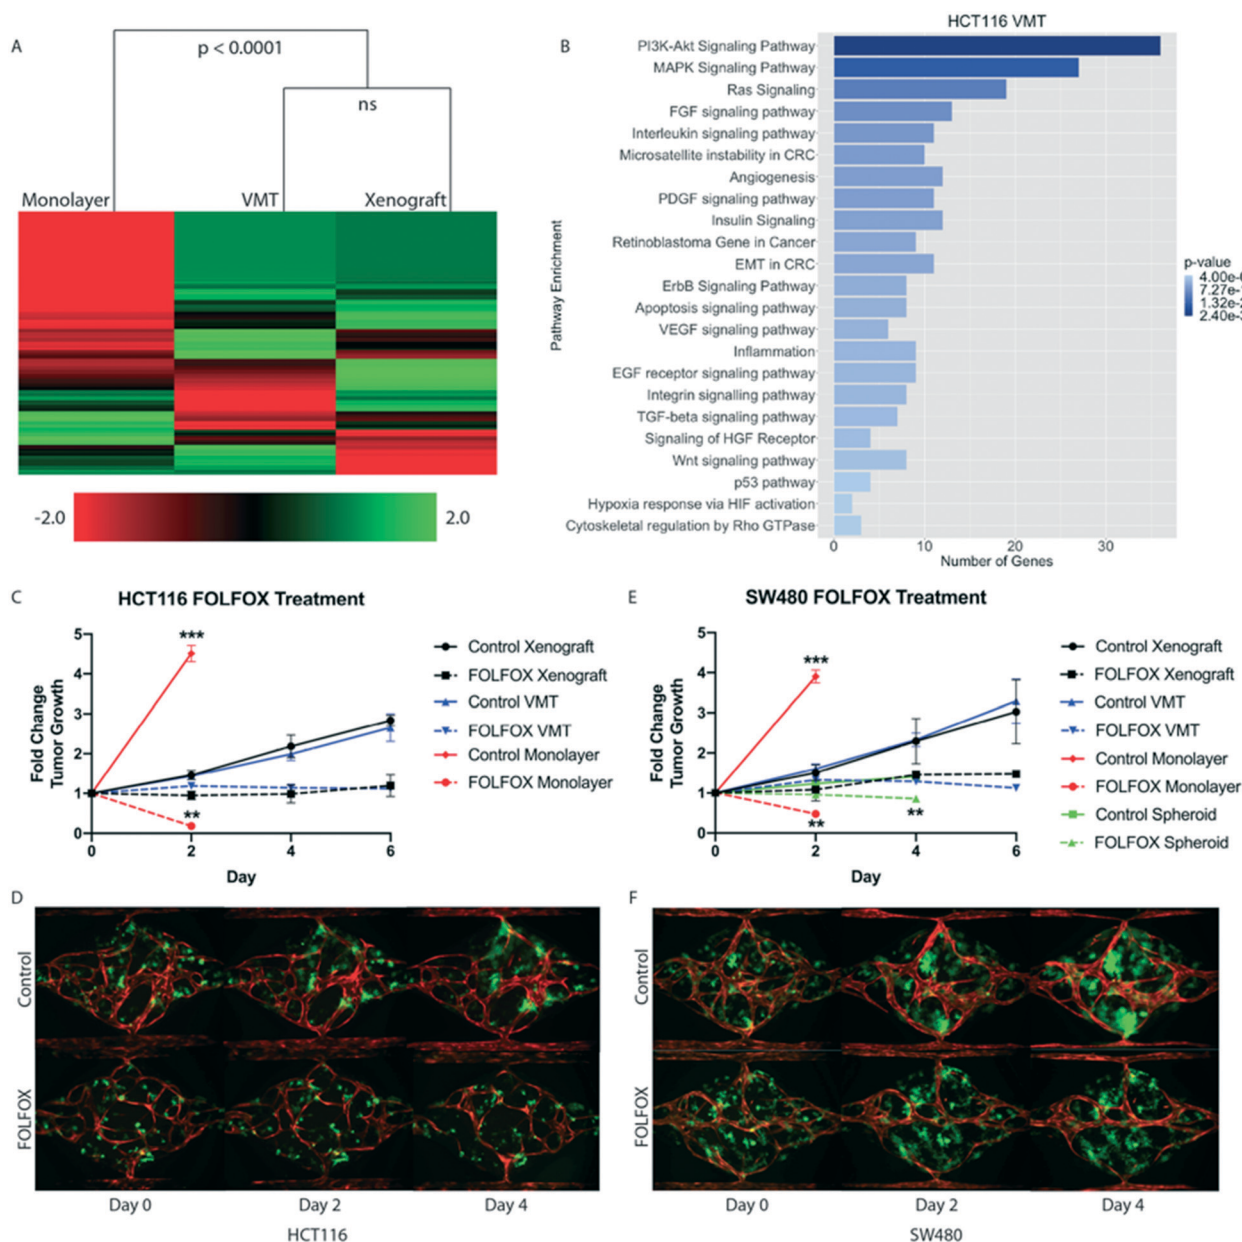 A
p < 0.0001
ns
Monolayer VMT Xenograft
-2.0 2.0
B
HCT116 VMT
Pathway Enrichment
PI3K-Akt Signaling Pathway
MAPK Signaling Pathway
Ras Signaling
FGF signaling pathway
Interleukin signaling pathway
Microsatellite instability in CRC
Angiogenesis
PDGF signaling pathway
Insulin Signaling
Retinoblastoma Gene in Cancer
EMT in CRC
ErbB Signaling Pathway
Apoptosis signaling pathway
VEGF signaling pathway
Inflammation
EGF receptor signaling pathway
Integrin signalling pathway
TGF-beta signaling pathway
Signaling of HGF Receptor
Wnt signaling pathway
p53 pathway
Hypoxia response via HIF activation
Cytoskeletal regulation by Rho GTPase
0 10 20 30
Number of Genes
p-value
C
HCT116 FOLFOX Treatment
Fold Change
Tumor Growth
5
4
3
2
1
0
***
**
0 2 4 6
Day
Control Xenograft
FOLFOX Xenograft
Control VMT
FOLFOX VMT
Control Monolayer
FOLFOX Monolayer
E
SW480 FOLFOX Treatment
Fold Change
Tumor Growth
5
4
3
2
1
0
***
**
**
0 2 4 6
Day
Control Xenograft
FOLFOX Xenograft
Control VMT
FOLFOX VMT
Control Monolayer
FOLFOX Monolayer
Control Spheroid
FOLFOX Spheroid
D
Control
FOLFOX
Day 0 Day 2 Day 4
HCT116
F
Control
FOLFOX
Day 0 Day 2 Day 4
SW480